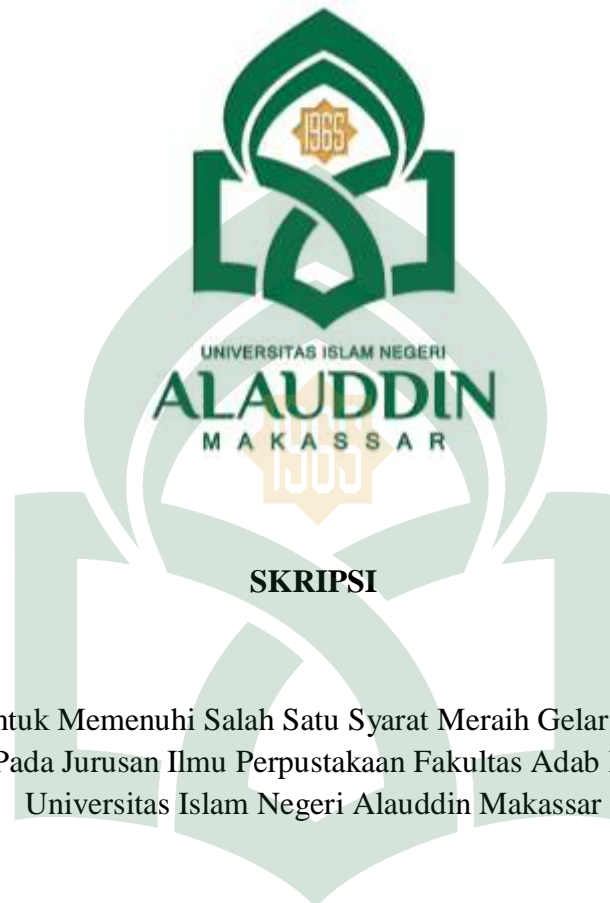 1965
UNIVERSITAS ISLAM NEGERI
ALAUDDIN
MAKASSAR
1965
SKRIPSI
ntuk Memenuhi Salah Satu Syarat Meraih Gelar
Pada Jurusan Ilmu Perpustakaan Fakultas Adab
Universitas Islam Negeri Alauddin Makassar